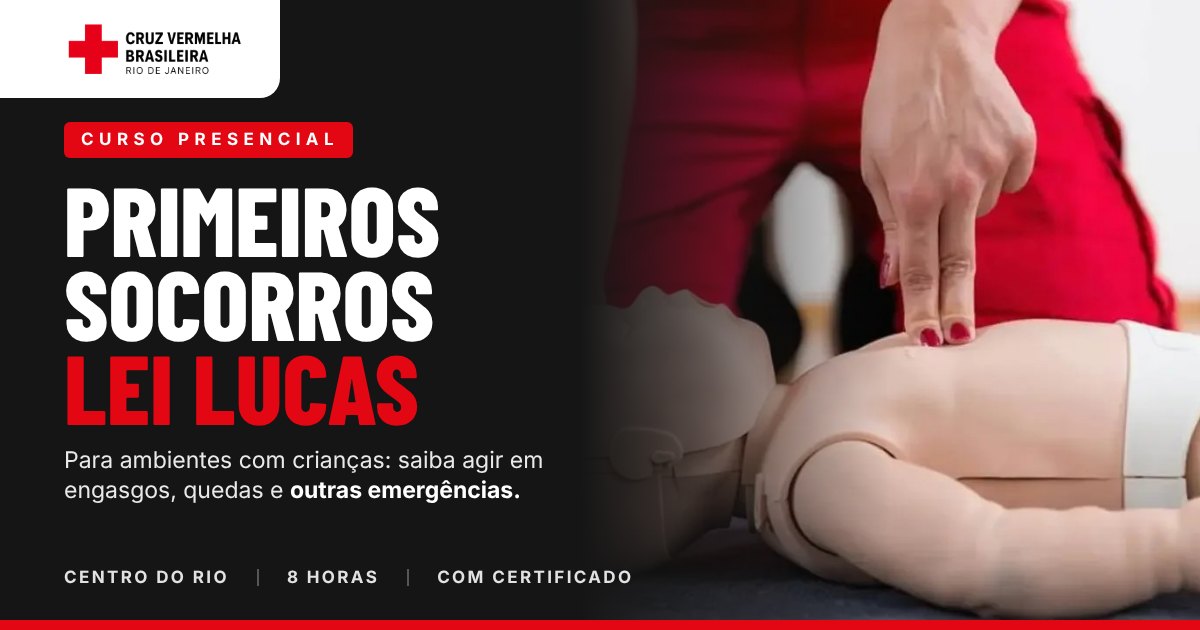 CRUZ VERMELHA
BRASILEIRA
RIO DE JANEIRO
CURSO PRESENCIAL
PRIMEIROS
SOCORROS
LEI LUCAS
Para ambientes com crianças: saiba agir em
engasgos, quedas e outras emergências.
CENTRO DO RIO | 8 HORAS | COM CERTIFICADO